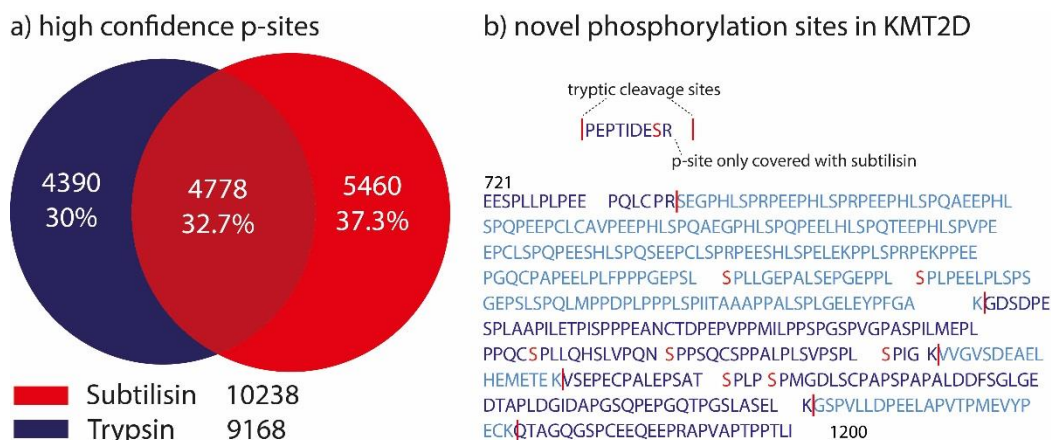 a) high confidence p-sites
4390
30%
4778
32.7%
5460
37.3%
Subtilisin 10238
Trypsin 9168
b) novel phosphorylation sites in KMT2D
tryptic cleavage sites
PEPTIDESR
p-site only covered with subtilisin
721
EESPLLPLPEE PQLCPRSEGPHLSPRPEEPHLSPRPEEPHLSPQAEEPHL
SPQPEEPCLCAVPEEPHLSPQAEGPHLSPQPEELHLSPQTEEPHLSPVPE
EPCLSPQPEESHLSPQSEEPCLSPRPEESHLSPELEKPPLSPRPEKPPEE
PGQCPAPEELPLFPPPGEPSL SPLLGEPALSEPGEPPL SPLPEELPLSPS
GEPSLSPQLMPPDPLPPPLSPIITAAAPPALSPLGELEYPFGA KGDSDPE
SPLAAPILETPISPPPEANCTDPEPVPPMILPPSPGSPVGPASPILMEPL
PPQCSPLLQHSLVPQN SPPSQCSPPALPLSVPSPL SPIG KVVGVSDEAEL
HEMETE KVSEPECPALEPSAT SPLP SPMGDLSCPAPSPAPALDDFSGLGE
DTAPLDGIDAPGSQPEPGQTPGSLASEL KGSPVLLDPEELAPVTPMEVYP
ECKQTAGQGSPCEEQEEPRAPVAPTPPTLI 1200